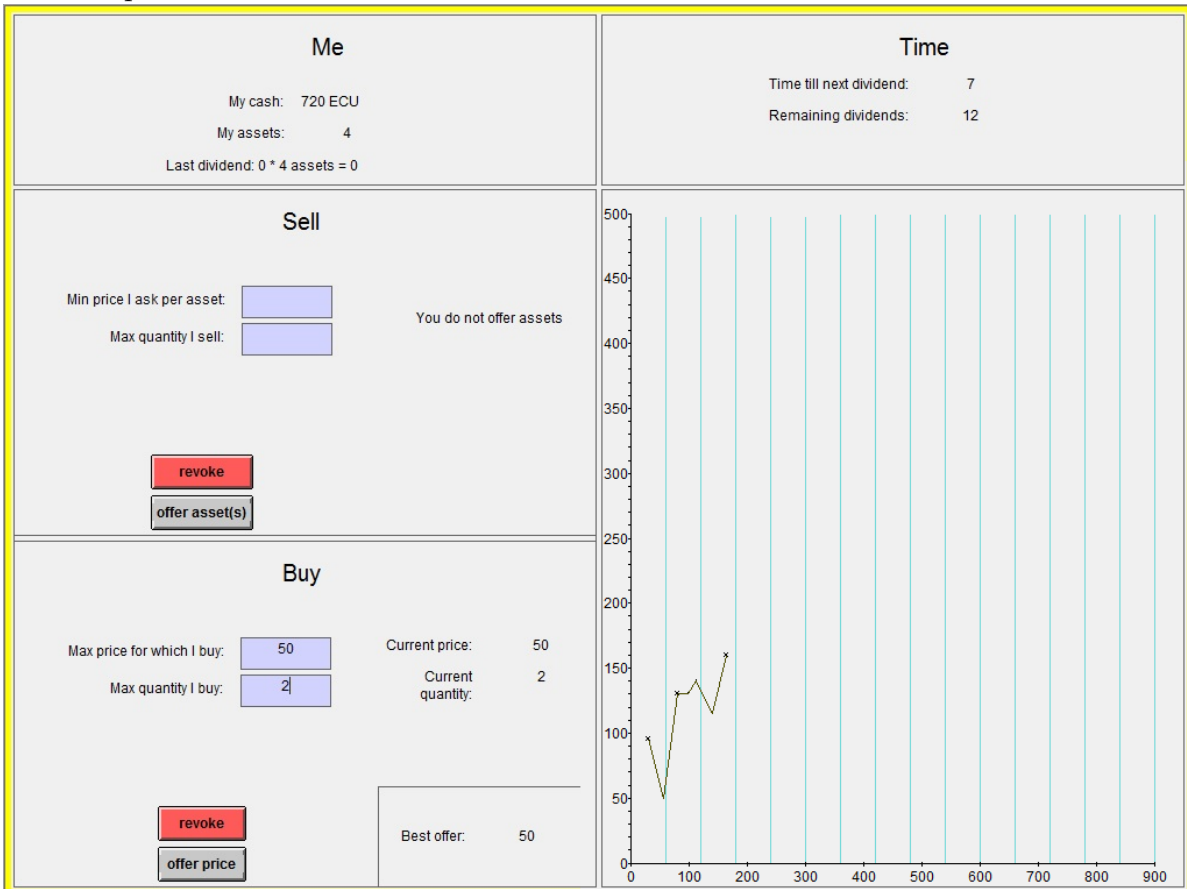 Me
My cash: 720 ECU
My assets: 4
Last dividend: 0 * 4 assets = 0
Time
Time till next dividend: 7
Remaining dividends: 12
Sell
Min price I ask per asset:
Max quantity I sell:
You do not offer assets
revoke
offer asset(s)
Buy
Max price for which I buy: 50
Max quantity I buy: 2
Current price: 50
Current
quantity: 2
revoke
offer price
Best offer: 50
500
450
400
350
300
250
200
150
100
50
0
0 100 200 300 400 500 600 700 800 900